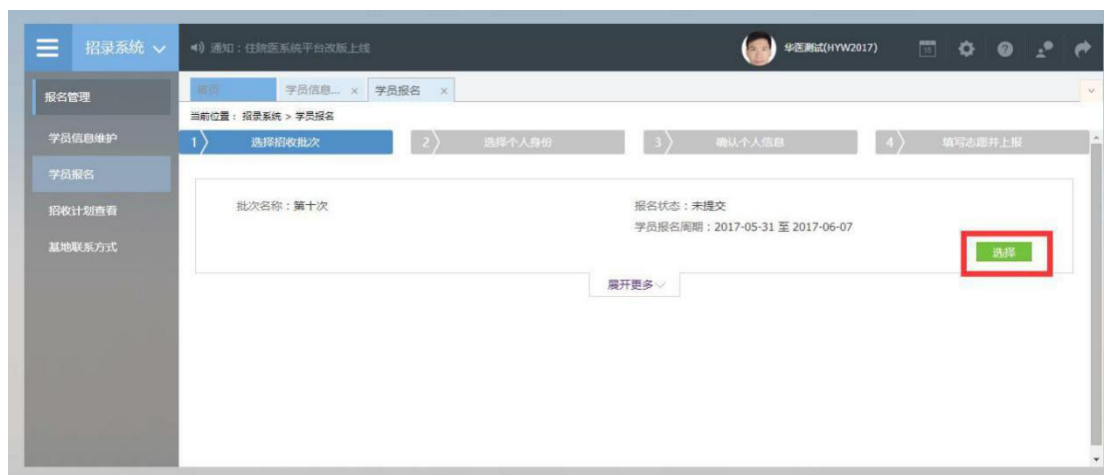 招录系统
通知：住院医系统平台改版上线
华医测试(HYW2017)
15
报名管理
学员信息维护
学员报名
招收计划查看
基地联系方式
首页
学员信息... ×
学员报名 ×
当前位置： 招录系统 > 学员报名
1 选择招收批次
2 选择个人身份
3 确认个人信息
4 填写志愿并上报
批次名称：第十次
报名状态：未提交
学员报名周期：2017-05-31 至 2017-06-07
选择
展开更多